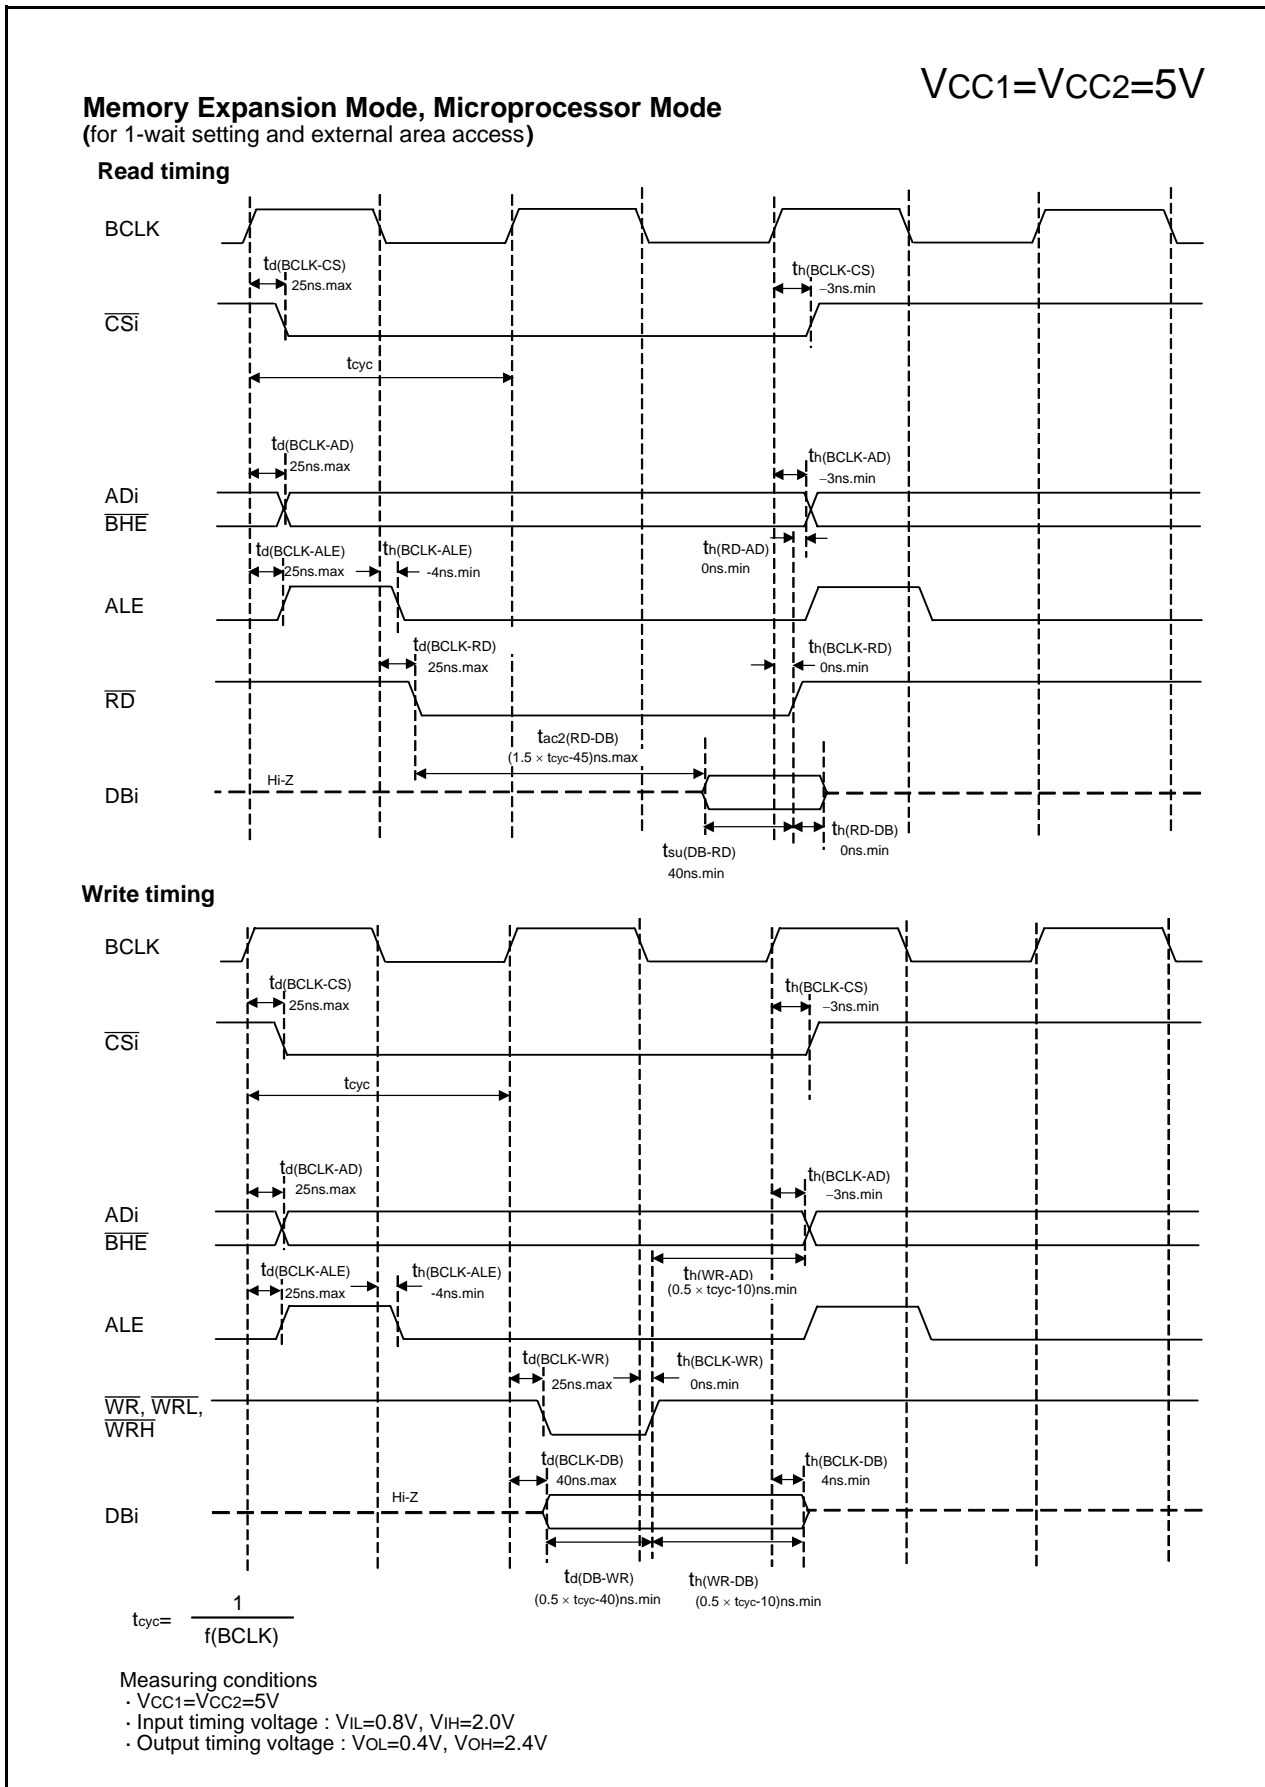 VCC1=VCC2=5V
Memory Expansion Mode, Microprocessor Mode
(for 1-wait setting and external area access)
Read timing
BCLK
td(BCLK-CS)
25ns.max
th(BCLK-CS)
−3ns.min
CSi
tcyc
td(BCLK-AD)
25ns.max
th(BCLK-AD)
−3ns.min
ADi
BHE
td(BCLK-ALE)
25ns.max
th(BCLK-ALE)
-4ns.min
th(RD-AD)
0ns.min
ALE
td(BCLK-RD)
25ns.max
th(BCLK-RD)
0ns.min
RD
tac2(RD-DB)
(1.5 × tcyc-45)ns.max
Hi-Z
DBi
tsu(DB-RD)
40ns.min
th(RD-DB)
0ns.min
Write timing
BCLK
td(BCLK-CS)
25ns.max
th(BCLK-CS)
−3ns.min
CSi
tcyc
td(BCLK-AD)
25ns.max
th(BCLK-AD)
−3ns.min
ADi
BHE
td(BCLK-ALE)
25ns.max
th(BCLK-ALE)
-4ns.min
th(WR-AD)
(0.5 × tcyc-10)ns.min
ALE
td(BCLK-WR)
25ns.max
th(BCLK-WR)
0ns.min
WR, WRL,
WRH
td(BCLK-DB)
40ns.max
th(BCLK-DB)
4ns.min
Hi-Z
DBi
td(DB-WR)
(0.5 × tcyc-40)ns.min
th(WR-DB)
(0.5 × tcyc-10)ns.min
tcyc= 1
f(BCLK)
Measuring conditions
· VCC1=VCC2=5V
· Input timing voltage : VIL=0.8V, VIH=2.0V
· Output timing voltage : VOL=0.4V, VOH=2.4V